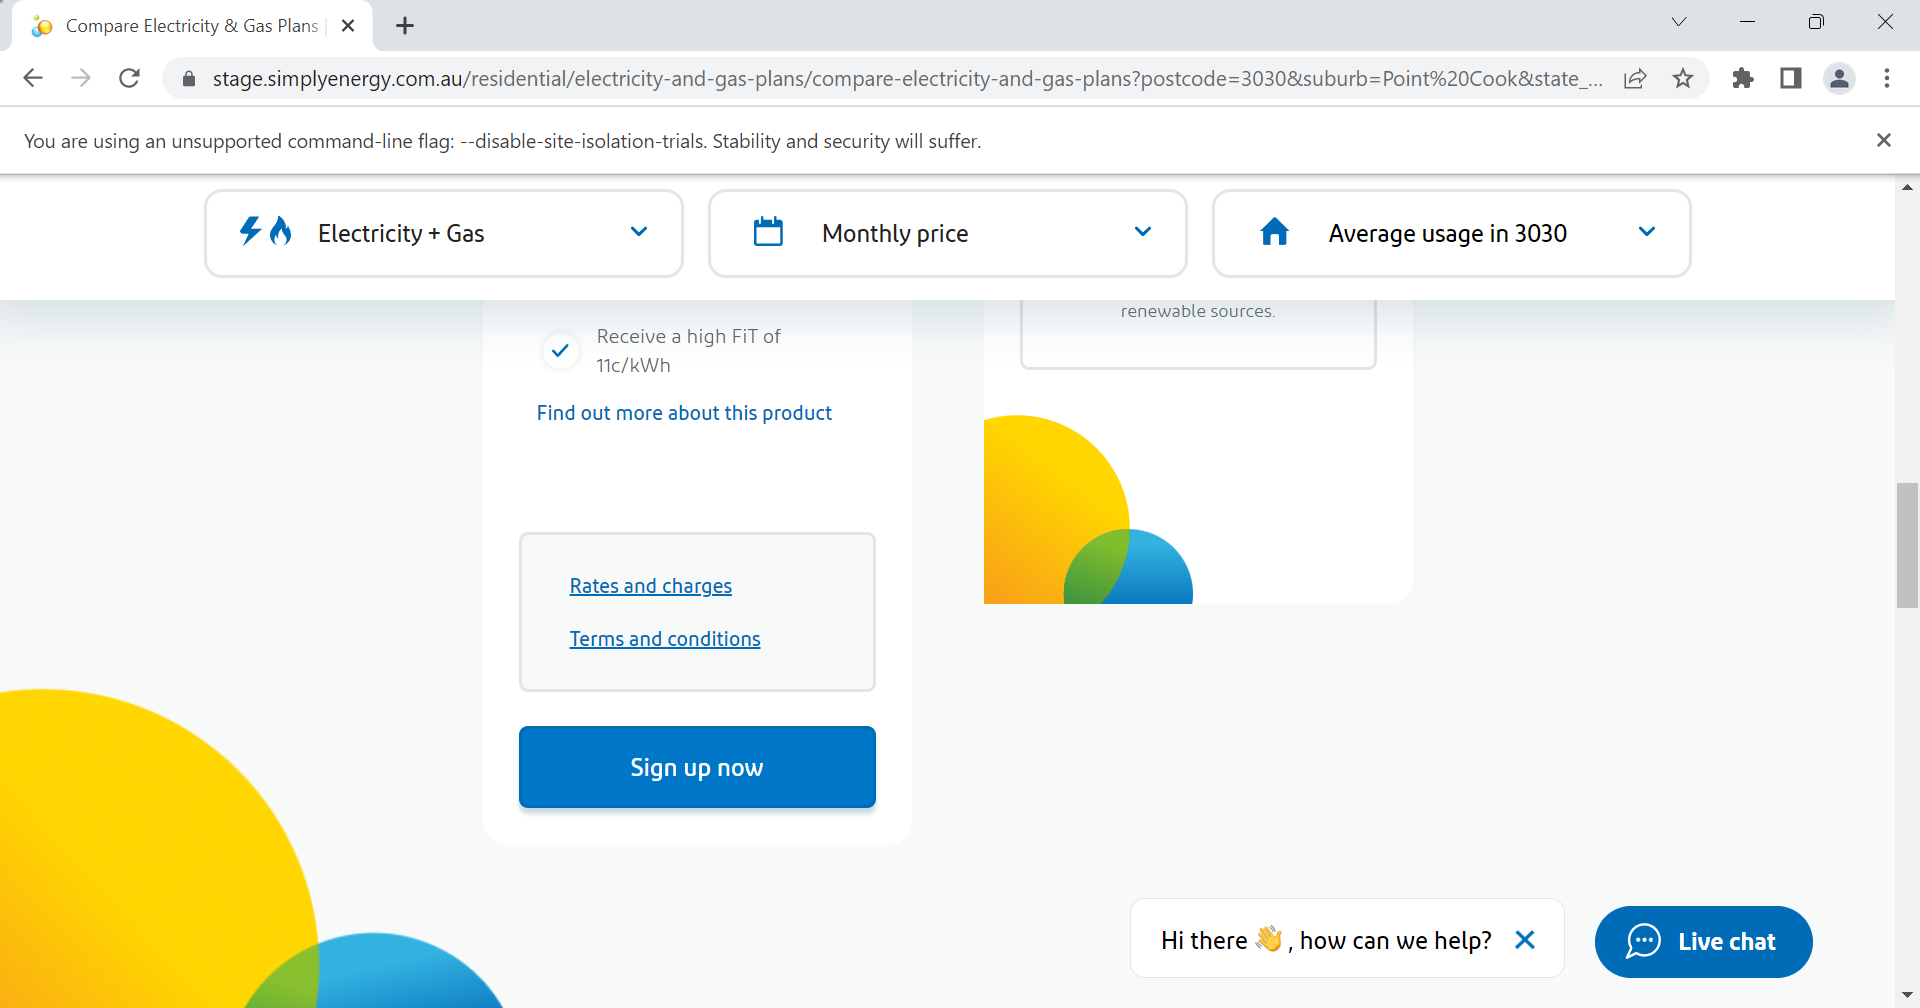 Compare Electricity & Gas Plans
stage.simplyenergy.com.au/residential/electricity-and-gas-plans/compare-electricity-and-gas-plans?postcode=3030&suburb=Point%20Cook&state_...
You are using an unsupported command-line flag: --disable-site-isolation-trials. Stability and security will suffer.
Electricity + Gas
Monthly price
Average usage in 3030
renewable sources.
Receive a high FiT of
11c/kWh
Find out more about this product
Rates and charges
Terms and conditions
Sign up now
Hi there 👋 , how can we help?
Live chat